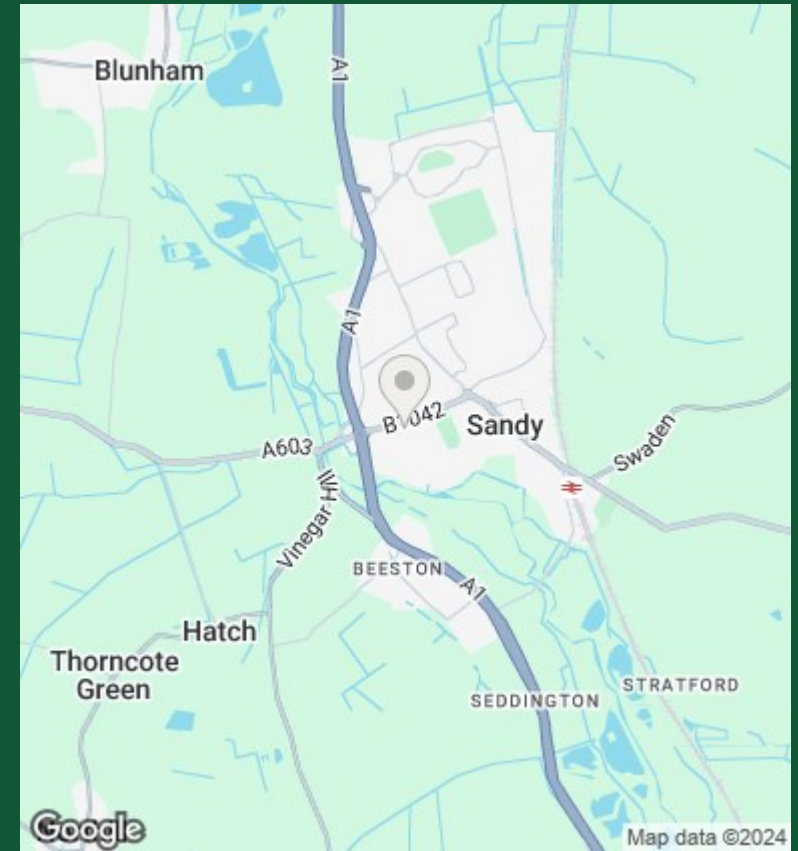 Blunham
A1
A1
B1042
Sandy
A603
Swaden
Vinegar Hill
BEESTON
A1
Hatch
Thorncote
Green
SEDDINGTON
STRATFORD
Google
Map data ©2024